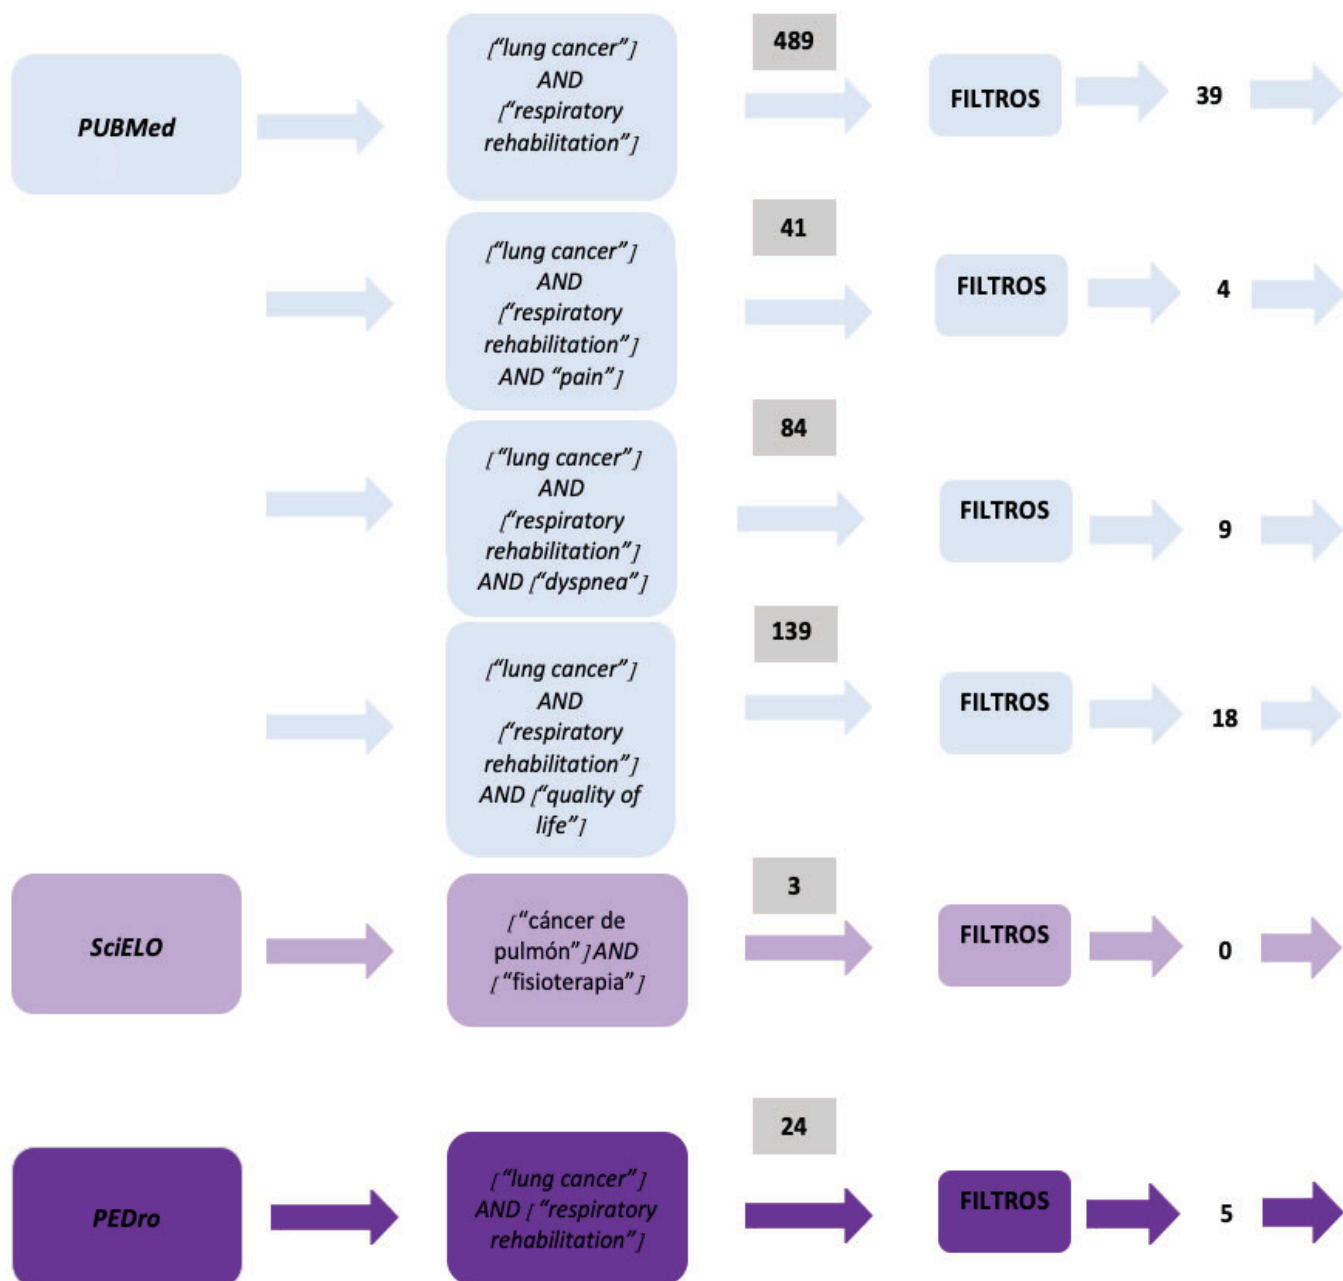 PUBMed
["lung cancer"]
AND
["respiratory
rehabilitation"]
489
FILTROS
39
["lung cancer"]
AND
["respiratory
rehabilitation"]
AND "pain"]
41
FILTROS
4
["lung cancer"]
AND
["respiratory
rehabilitation"]
AND ["dyspnea"]
84
FILTROS
9
["lung cancer"]
AND
["respiratory
rehabilitation"]
AND ["quality of
life"]
139
FILTROS
18
SciELO
["cáncer de
pulmón"] AND
["fisioterapia"]
3
FILTROS
0
PEDro
["lung cancer"]
AND ["respiratory
rehabilitation"]
24
FILTROS
5